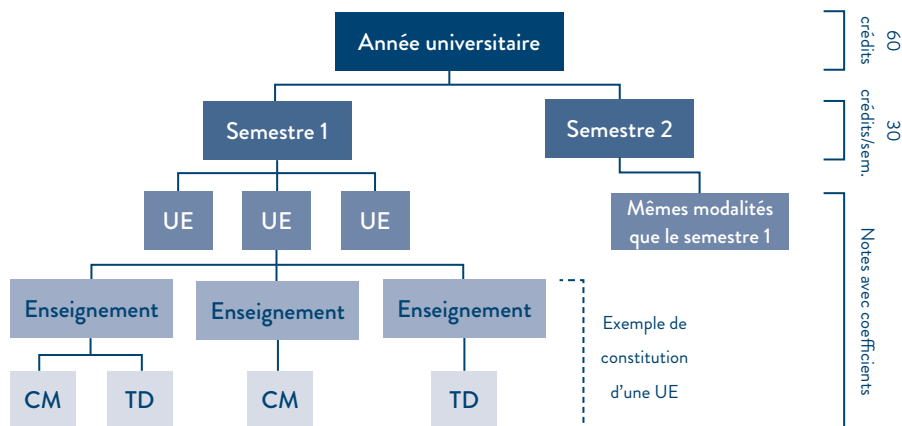 Année universitaire
60
crédits
Semestre 1
Semestre 2
30
crédits/sem.
UE
UE
UE
Mêmes modalités
que le semestre 1
Notes avec coefficients
Enseignement
Enseignement
Enseignement
Exemple de
constitution
d'une UE
CM
TD
CM
TD